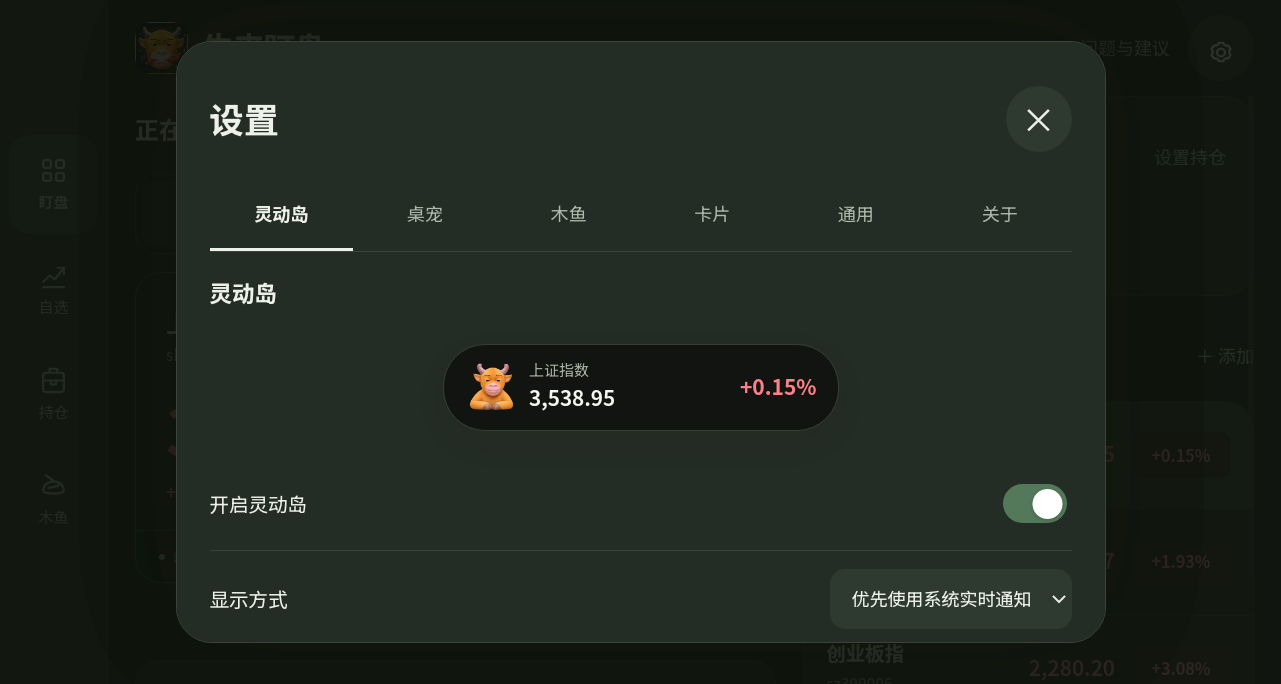 问题与建议
设置
正在
设置持仓
盯盘
灵动岛
桌宠
木鱼
卡片
通用
关于
灵动岛
自选
+ 添加
上证指数
3,538.95
+0.15%
持仓
+0.15%
开启灵动岛
木鱼
+1.93%
显示方式
优先使用系统实时通知
创业板指
2,280.20
+3.08%